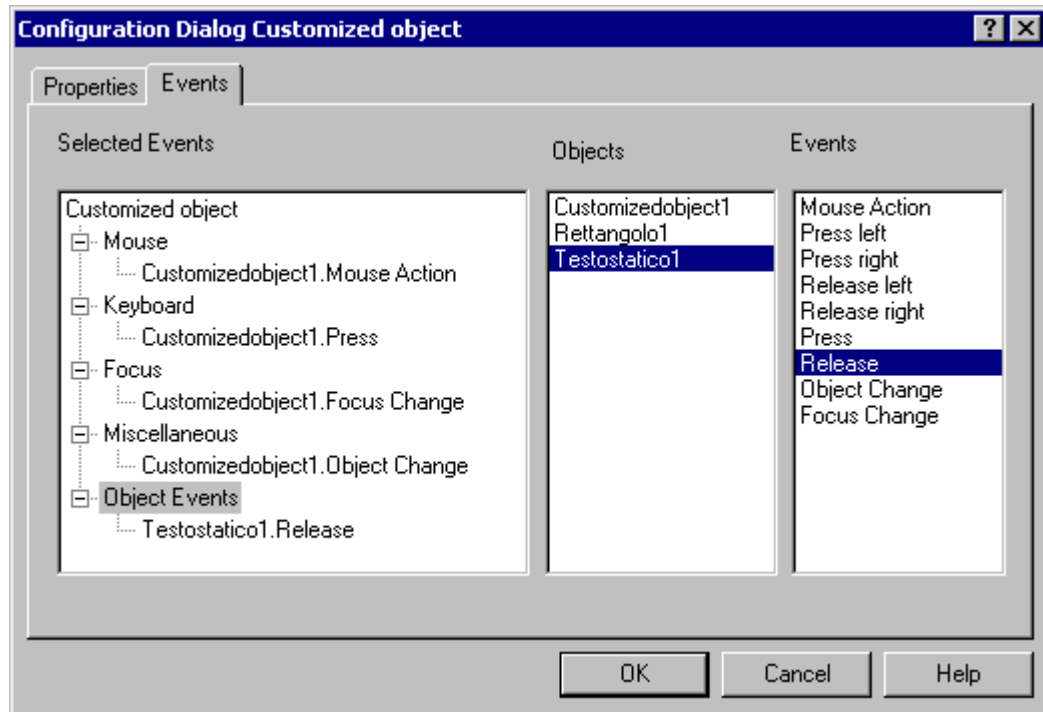 Configuration Dialog Customized object
Properties
Events
Selected Events
Customized object
Mouse
Customizedobject1.Mouse Action
Keyboard
Customizedobject1.Press
Focus
Customizedobject1.Focus Change
Miscellaneous
Customizedobject1.Object Change
Object Events
Testostatico1.Release
Objects
Customizedobject1
Rettangolo1
Testostatico1
Events
Mouse Action
Press left
Press right
Release left
Release right
Press
Release
Object Change
Focus Change
OK
Cancel
Help